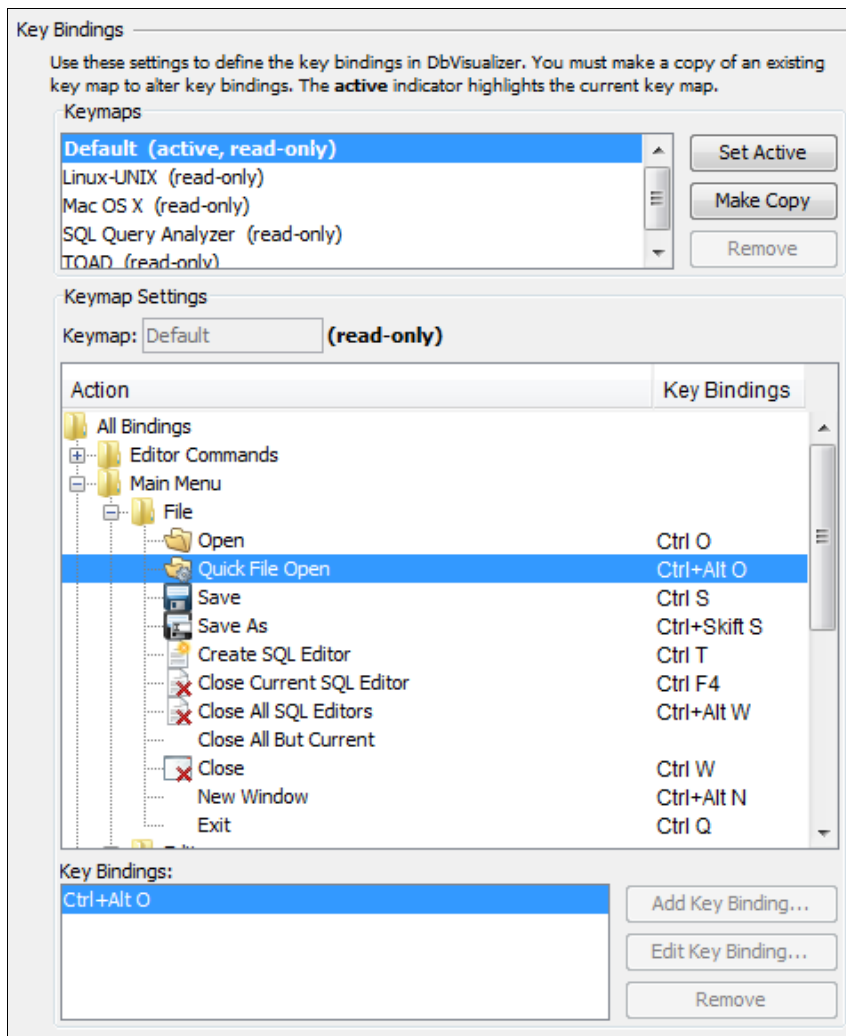 Key Bindings
Use these settings to define the key bindings in DbVisualizer. You must make a copy of an existing
key map to alter key bindings. The active indicator highlights the current key map.
Keymaps
Default (active, read-only)
Linux-UNIX (read-only)
Mac OS X (read-only)
SQL Query Analyzer (read-only)
TOAD (read-only)
Set Active
Make Copy
Remove
Keymap Settings
Keymap: Default (read-only)
Action Key Bindings
All Bindings
Editor Commands
Main Menu
File
Open Ctrl O
Quick File Open Ctrl+Alt O
Save Ctrl S
Save As Ctrl+Skift S
Create SQL Editor Ctrl T
Close Current SQL Editor Ctrl F4
Close All SQL Editors Ctrl+Alt W
Close All But Current
Close Ctrl W
New Window Ctrl+Alt N
Exit Ctrl Q
Key Bindings:
Ctrl+Alt O
Add Key Binding...
Edit Key Binding...
Remove